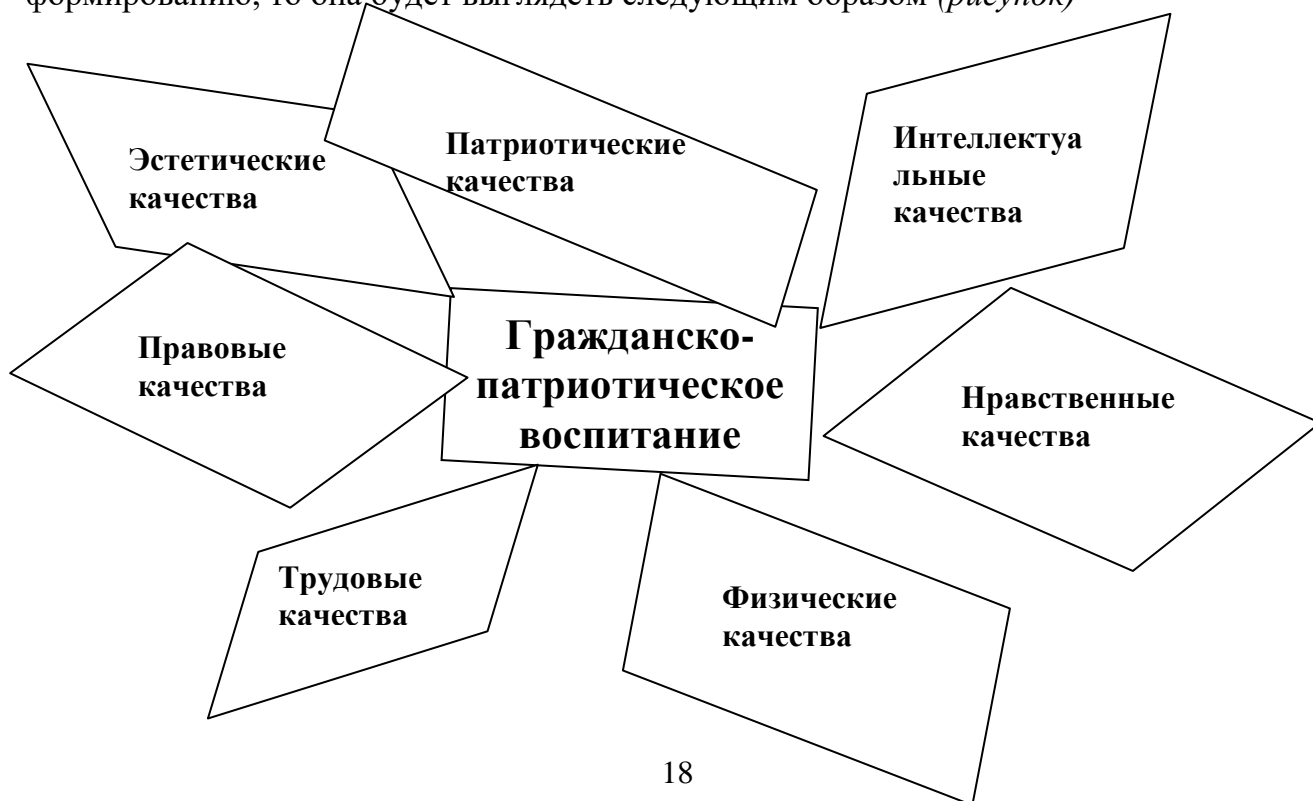 формированию, то она будет выглядеть следующим образом (рисунок)
Эстетические
качества
Патриотические
качества
Интеллектуа
льные
качества
Правовые
качества
Гражданско-
патриотическое
воспитание
Нравственные
качества
Трудовые
качества
Физические
качества
18